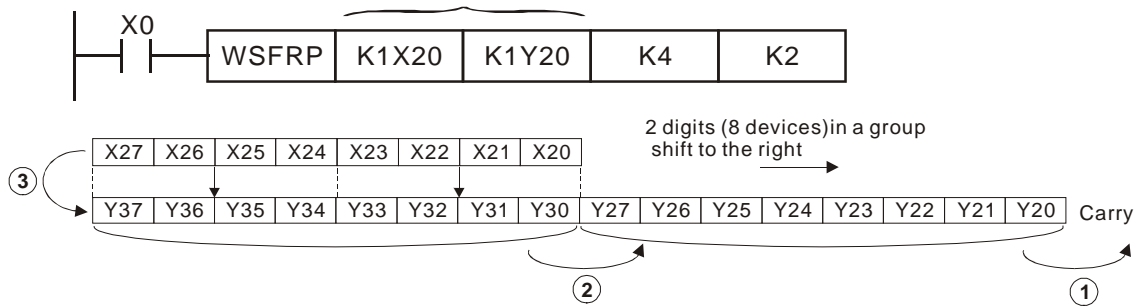 X0
WSFRP K1X20 K1Y20 K4 K2
2 digits (8 devices)in a group
shift to the right
X27 X26 X25 X24 X23 X22 X21 X20
3
Y37 Y36 Y35 Y34 Y33 Y32 Y31 Y30 Y27 Y26 Y25 Y24 Y23 Y22 Y21 Y20 Carry
2
1